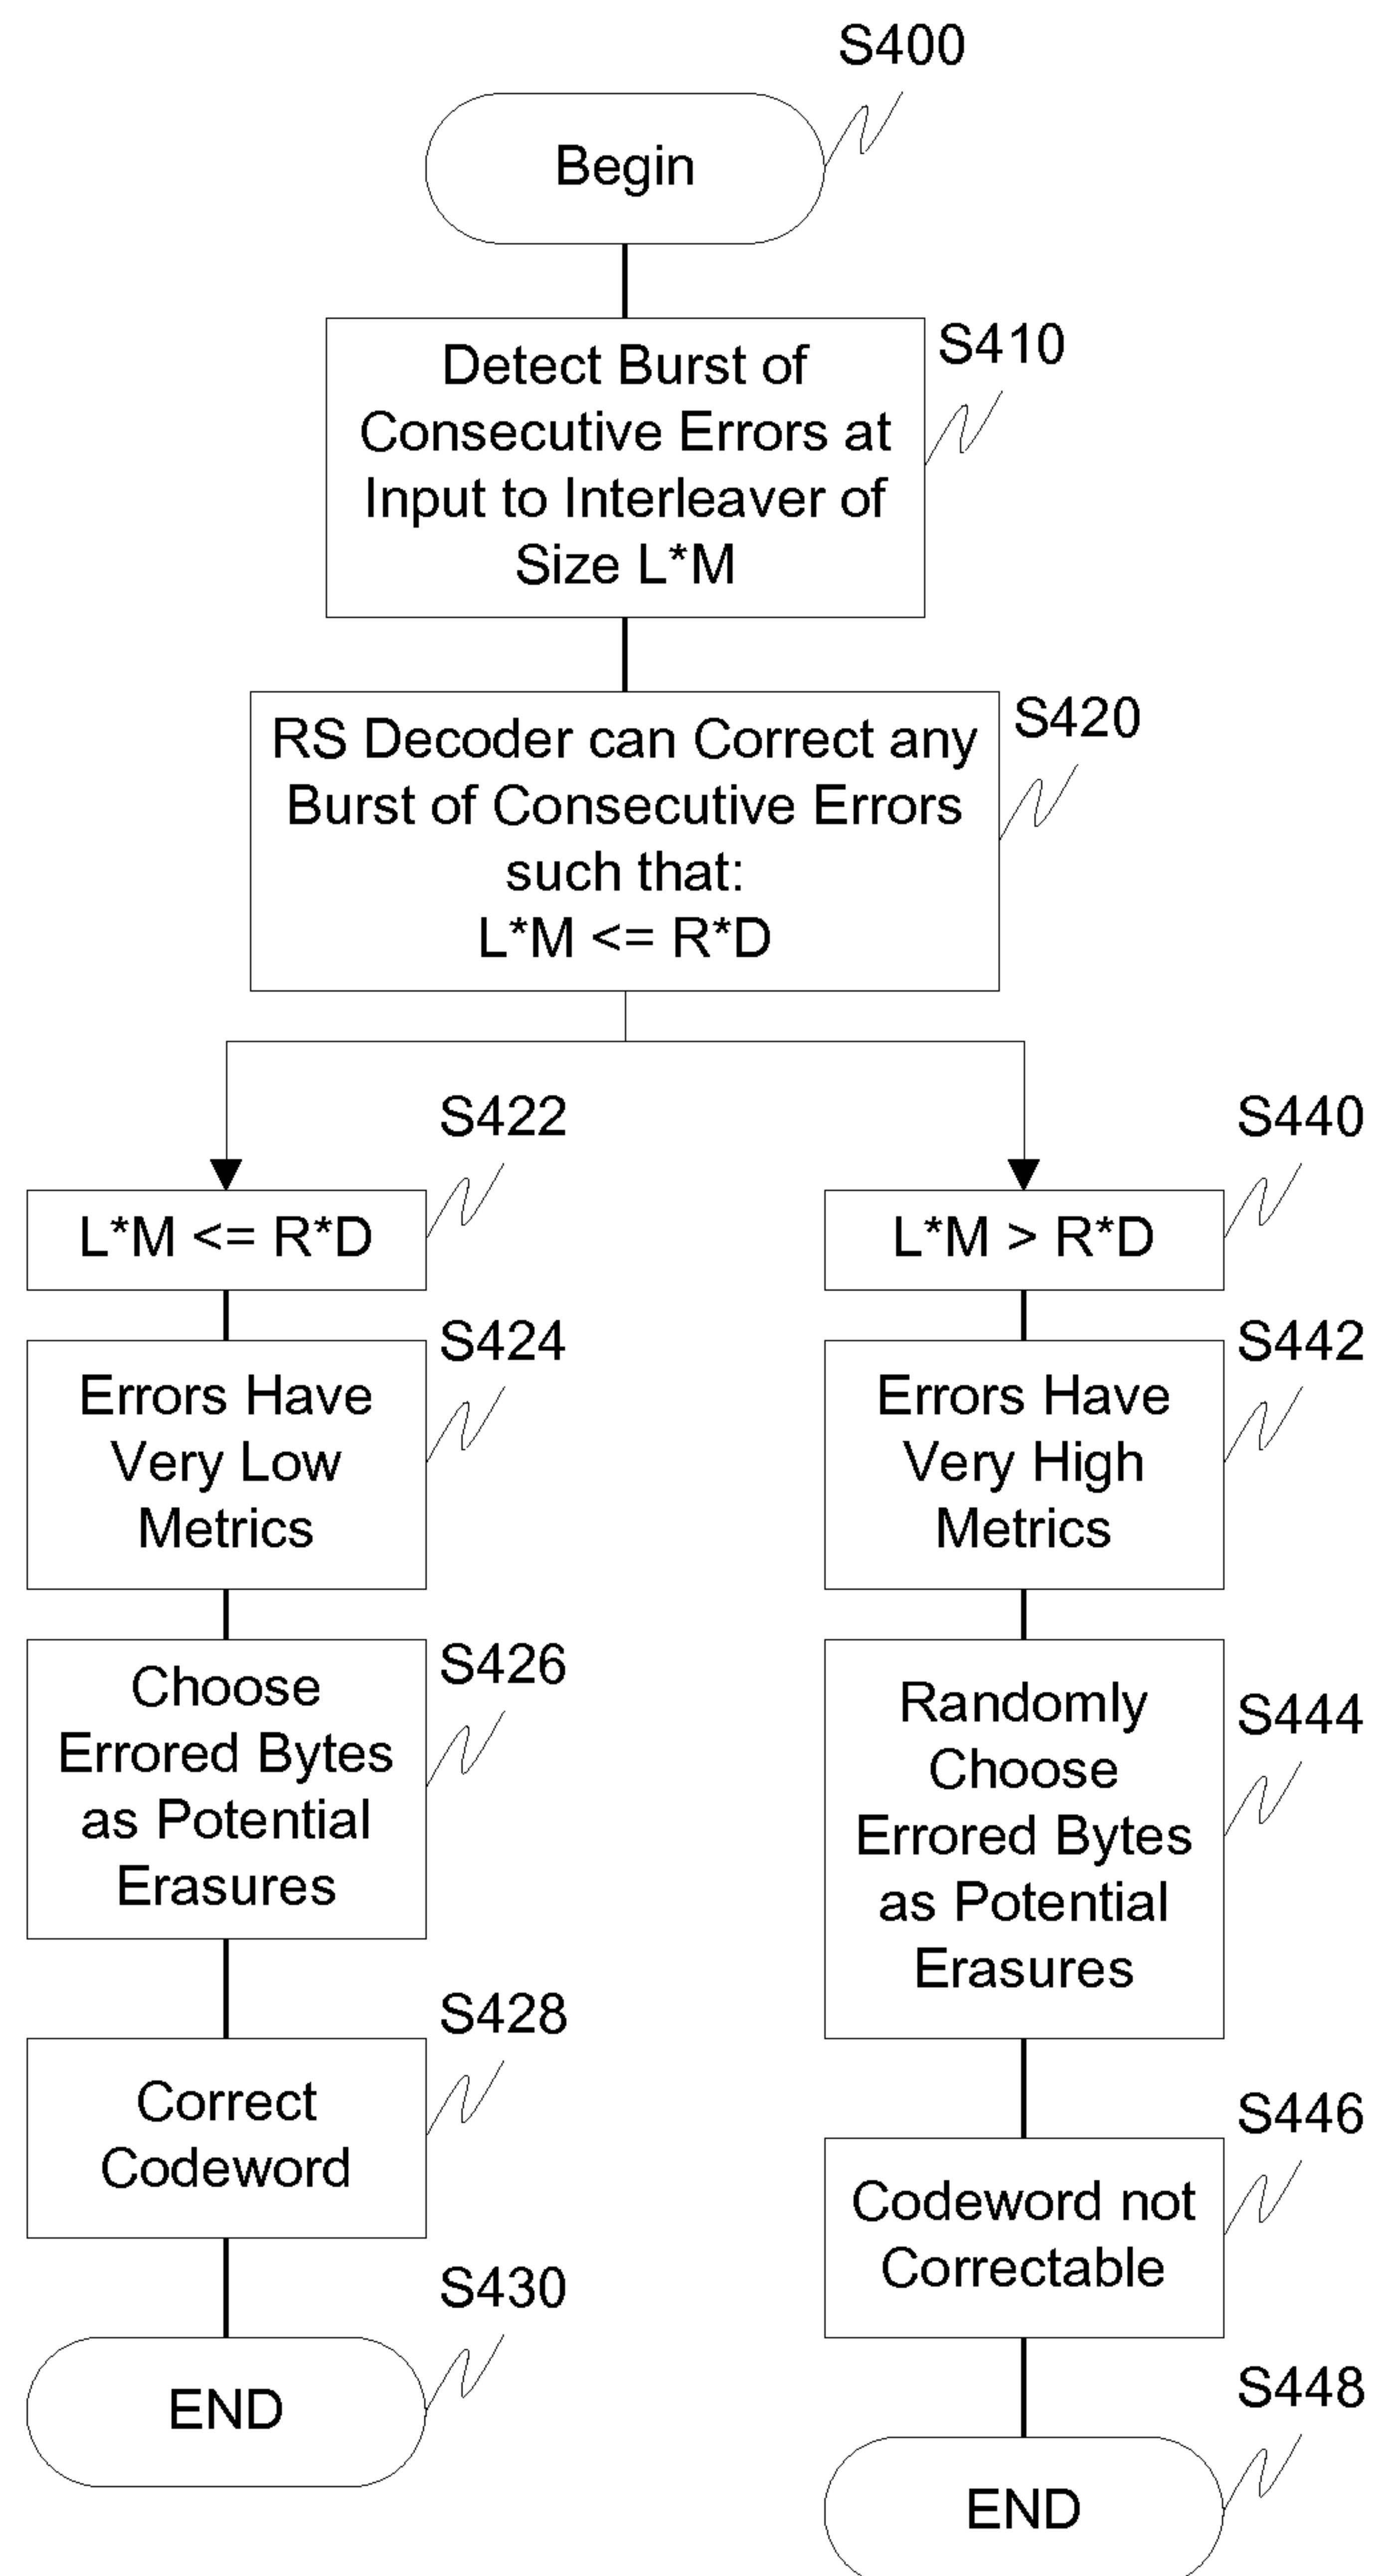 S400
Begin
S410
Detect Burst of
Consecutive Errors at
Input to Interleaver of
Size L*M
S420
RS Decoder can Correct any
Burst of Consecutive Errors
such that:
L*M <= R*D
S422
L*M <= R*D
S424
Errors Have
Very Low
Metrics
S426
Choose
Errored Bytes
as Potential
Erasures
S428
Correct
Codeword
S430
END
S440
L*M > R*D
S442
Errors Have
Very High
Metrics
S444
Randomly
Choose
Errored Bytes
as Potential
Erasures
S446
Codeword not
Correctable
S448
END